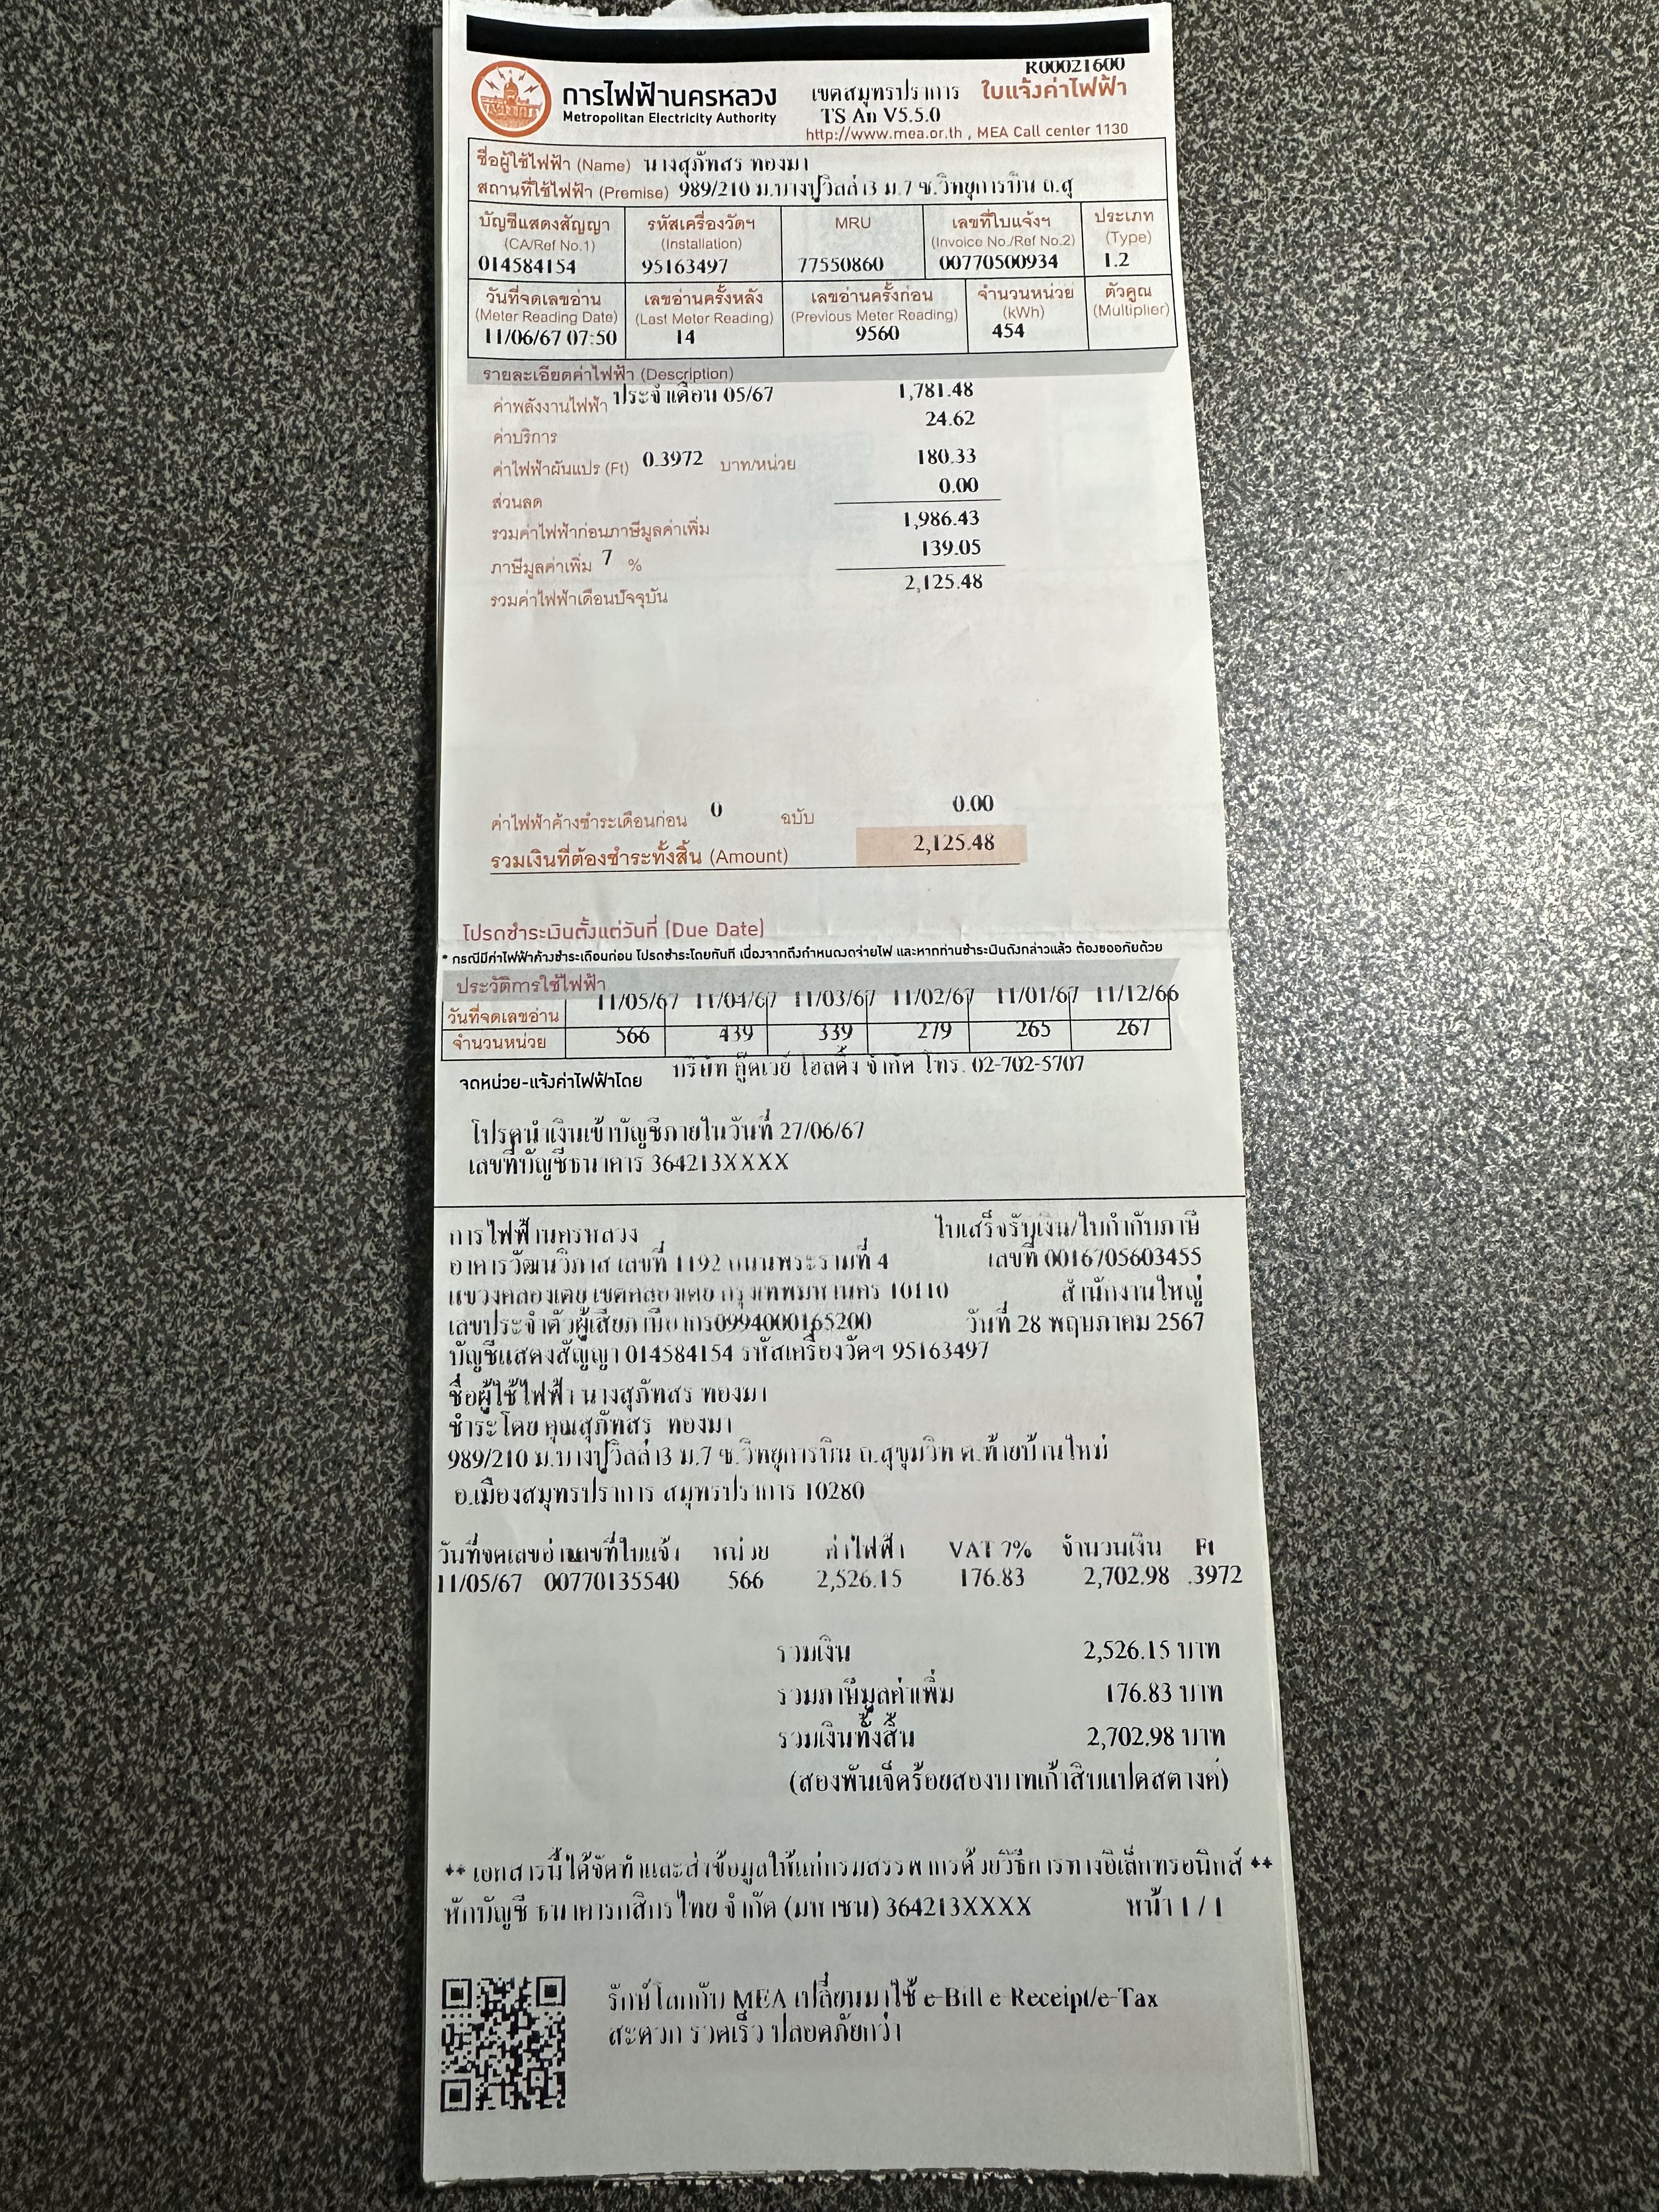 R00021600
การไฟฟ้านครหลวง เขตสมุทรปราการ ใบแจ้งค่าไฟฟ้า
Metropolitan Electricity Authority TS An V5.5.0
http://www.mea.or.th , MEA Call center 1130
ชื่อผู้ใช้ไฟฟ้า (Name) นางสุภัทสร ทองมา
สถานที่ใช้ไฟฟ้า (Premise) 989/210 ม.บางปูวิลล่า3 ม.7 ซ.วิทยุการบิน ถ.สุ
บัญชีแสดงสัญญา รหัสเครื่องวัดฯ MRU เลขที่ใบแจ้งฯ ประเภท
(CA/Ref No.1) (Installation) (Invoice No./Ref No.2) (Type)
014584154 95163497 77550860 00770500934 1.2
วันที่จดเลขอ่าน เลขอ่านครั้งหลัง เลขอ่านครั้งก่อน จำนวนหน่วย ตัวคูณ
(Meter Reading Date) (Last Meter Reading) (Previous Meter Reading) (kWh) (Multiplier)
11/06/67 07:50 14 9560 454
รายละเอียดค่าไฟฟ้า (Description)
ค่าพลังงานไฟฟ้า ประจำเดือน 05/67 1,781.48
ค่าบริการ 24.62
ค่าไฟฟ้าผันแปร (Ft) 0.3972 บาท/หน่วย 180.33
ส่วนลด 0.00
รวมค่าไฟฟ้าก่อนภาษีมูลค่าเพิ่ม 1,986.43
ภาษีมูลค่าเพิ่ม 7 % 139.05
รวมค่าไฟฟ้าเดือนปัจจุบัน 2,125.48
ค่าไฟฟ้าค้างชำระเดือนก่อน 0 ฉบับ 0.00
รวมเงินที่ต้องชำระทั้งสิ้น (Amount) 2,125.48
โปรดชำระเงินตั้งแต่วันที่ (Due Date)
* กรณีมีค่าไฟฟ้าค้างชำระเดือนก่อน โปรดชำระโดยทันที เนื่องจากถึงกำหนดงดจ่ายไฟ และหากท่านชำระเงินดังกล่าวแล้ว ต้องขออภัยด้วย
ประวัติการใช้ไฟฟ้า
วันที่จดเลขอ่าน 11/05/67 11/04/67 11/03/67 11/02/67 11/01/67 11/12/66
จำนวนหน่วย 566 439 339 279 265 267
จดหน่วย-แจ้งค่าไฟฟ้าโดย บริษัท กู๊ดเวย์ โฮลดิ้ง จำกัด โทร. 02-702-5707
โปรดนำเงินเข้าบัญชีภายในวันที่ 27/06/67
เลขที่บัญชีธนาคาร 364213XXXX
การไฟฟ้านครหลวง ใบเสร็จรับเงิน/ใบกำกับภาษี
อาคารวัฒนวิภาส เลขที่ 1192 ถนนพระรามที่ 4 เลขที่ 0016705603455
แขวงคลองเตย เขตคลองเตย กรุงเทพมหานคร 10110 สำนักงานใหญ่
เลขประจำตัวผู้เสียภาษีอากร0994000165200 วันที่ 28 พฤษภาคม 2567
บัญชีแสดงสัญญา 014584154 รหัสเครื่องวัดฯ 95163497
ชื่อผู้ใช้ไฟฟ้า นางสุภัทสร ทองมา
ชำระโดย คุณสุภัทสร ทองมา
989/210 ม.บางปูวิลล่า3 ม.7 ซ.วิทยุการบิน ถ.สุขุมวิท ต.ท้ายบ้านใหม่
อ.เมืองสมุทรปราการ สมุทรปราการ 10280
วันที่จดเลขอ่านเลขที่ใบแจ้ง หน่วย ค่าไฟฟ้า VAT 7% จำนวนเงิน Ft
11/05/67 00770135540 566 2,526.15 176.83 2,702.98 .3972
รวมเงิน 2,526.15 บาท
รวมภาษีมูลค่าเพิ่ม 176.83 บาท
รวมเงินทั้งสิ้น 2,702.98 บาท
(สองพันเจ็ดร้อยสองบาทเก้าสิบแปดสตางค์)
** เอกสารนี้ได้จัดทำและส่งข้อมูลให้แก่กรมสรรพากรด้วยวิธีการทางอิเล็กทรอนิกส์ **
หักบัญชี ธนาคารกสิกรไทย จำกัด (มหาชน) 364213XXXX หน้า 1 / 1
รักษ์โลกกับ MEA เปลี่ยนมาใช้ e-Bill e-Receipt/e-Tax
สะดวก รวดเร็ว ปลอดภัยกว่า